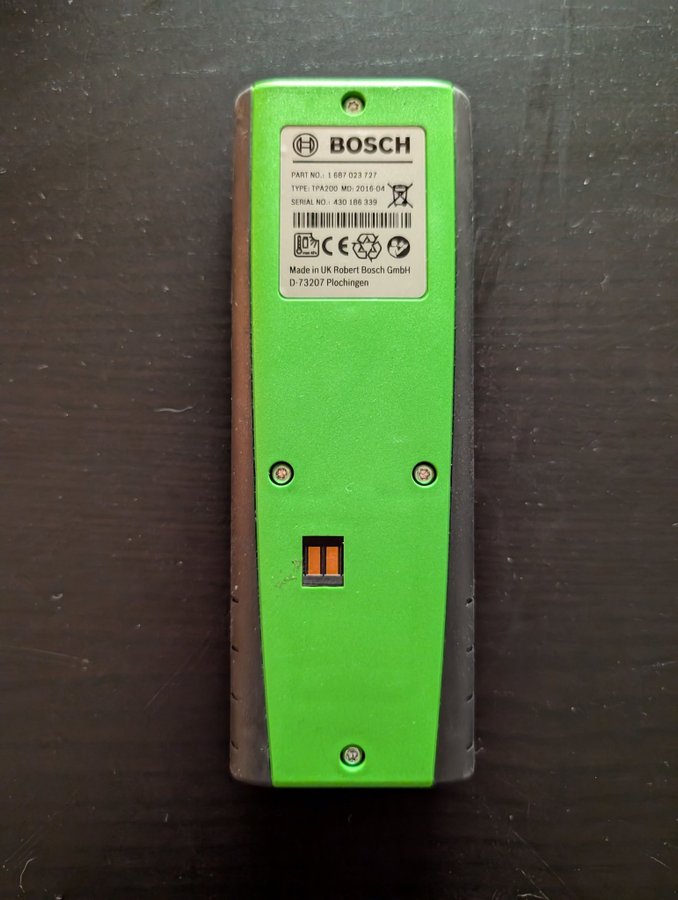 BOSCH
PART NO.: 1 687 023 727
TYPE: TPA200 MD: 2016-04
SERIAL NO.: 430 186 339
CE
Made in UK Robert Bosch GmbH
D-73207 Plochingen